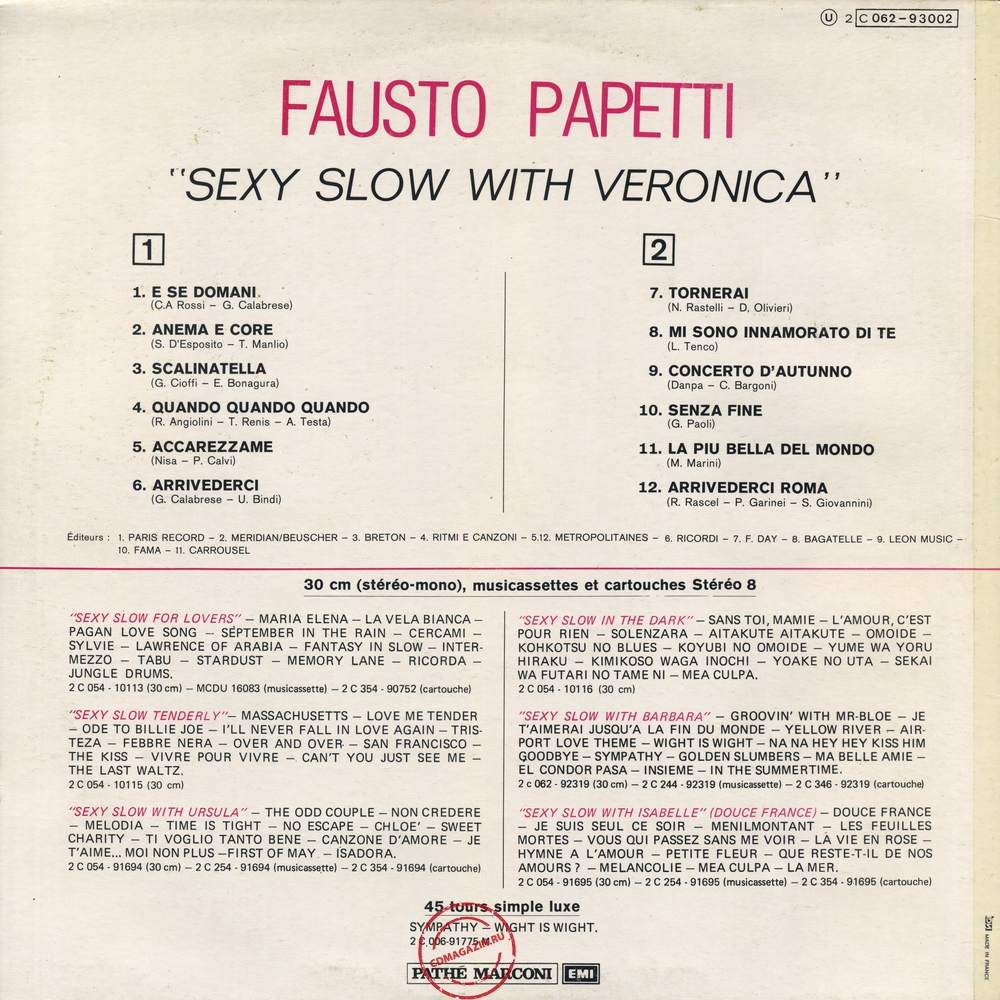 U 2 C 062-93002
FAUSTO PAPETTI
"SEXY SLOW WITH VERONICA"
1
1. E SE DOMANI
(C.A Rossi – G. Calabrese)
2. ANEMA E CORE
(S. D'Esposito – T. Manlio)
3. SCALINATELLA
(G. Cioffi – E. Bonagura)
4. QUANDO QUANDO QUANDO
(R. Angiolini – T. Renis – A. Testa)
5. ACCAREZZAME
(Nisa – P. Calvi)
6. ARRIVEDERCI
(G. Calabrese – U. Bindi)
2
7. TORNERAI
(N. Rastelli – D. Olivieri)
8. MI SONO INNAMORATO DI TE
(L. Tenco)
9. CONCERTO D'AUTUNNO
(Danpa – C. Bargoni)
10. SENZA FINE
(G. Paoli)
11. LA PIU BELLA DEL MONDO
(M. Marini)
12. ARRIVEDERCI ROMA
(R. Rascel – P. Garinei – S. Giovannini)
Éditeurs : 1. PARIS RECORD – 2. MERIDIAN/BEUSCHER – 3. BRETON – 4. RITMI E CANZONI – 5.12. METROPOLITAINES – 6. RICORDI – 7. F. DAY – 8. BAGATELLE – 9. LEON MUSIC –
10. FAMA – 11. CARROUSEL
30 cm (stéréo-mono), musicassettes et cartouches Stéréo 8
"SEXY SLOW FOR LOVERS" – MARIA ELENA – LA VELA BIANCA –
PAGAN LOVE SONG – SEPTEMBER IN THE RAIN – CERCAMI –
SYLVIE – LAWRENCE OF ARABIA – FANTASY IN SLOW – INTER-
MEZZO – TABU – STARDUST – MEMORY LANE – RICORDA –
JUNGLE DRUMS.
2 C 054 - 10113 (30 cm) – MCDU 16083 (musicassette) – 2 C 354 - 90752 (cartouche)
"SEXY SLOW TENDERLY" – MASSACHUSETTS – LOVE ME TENDER
– ODE TO BILLIE JOE – I'LL NEVER FALL IN LOVE AGAIN – TRIS-
TEZA – FEBBRE NERA – OVER AND OVER – SAN FRANCISCO –
THE KISS – VIVRE POUR VIVRE – CAN'T YOU JUST SEE ME –
THE LAST WALTZ.
2 C 054 - 10115 (30 cm)
"SEXY SLOW WITH URSULA" – THE ODD COUPLE – NON CREDERE
– MELODIA – TIME IS TIGHT – NO ESCAPE – CHLOE' – SWEET
CHARITY – TI VOGLIO TANTO BENE – CANZONE D'AMORE – JE
T'AIME... MOI NON PLUS – FIRST OF MAY – ISADORA.
2 C 054 - 91694 (30 cm) – 2 C 254 - 91694 (musicassette) – 2 C 354 - 91694 (cartouche)
"SEXY SLOW IN THE DARK" – SANS TOI, MAMIE – L'AMOUR, C'EST
POUR RIEN – SOLENZARA – AITAKUTE AITAKUTE – OMOIDE –
KOHKOTSU NO BLUES – KOYUBI NO OMOIDE – YUME WA YORU
HIRAKU – KIMIKOSO WAGA INOCHI – YOAKE NO UTA – SEKAI
WA FUTARI NO TAME NI – MEA CULPA.
2 C 054 - 10116 (30 cm)
"SEXY SLOW WITH BARBARA" – GROOVIN' WITH MR-BLOE – JE
T'AIMERAI JUSQU'A LA FIN DU MONDE – YELLOW RIVER – AIR-
PORT LOVE THEME – WIGHT IS WIGHT – NA NA HEY HEY KISS HIM
GOODBYE – SYMPATHY – GOLDEN SLUMBERS – MA BELLE AMIE –
EL CONDOR PASA – INSIEME – IN THE SUMMERTIME.
2 c 062 - 92319 (30 cm) – 2 C 244 - 92319 (musicassette) – 2 C 346 - 92319 (cartouche)
"SEXY SLOW WITH ISABELLE" (DOUCE FRANCE) – DOUCE FRANCE
– JE SUIS SEUL CE SOIR – MENILMONTANT – LES FEUILLES
MORTES – VOUS QUI PASSEZ SANS ME VOIR – LA VIE EN ROSE –
HYMNE A L'AMOUR – PETITE FLEUR – QUE RESTE-T-IL DE NOS
AMOURS ? – MELANCOLIE – MEA CULPA – LA MER.
2 C 054 - 91695 (30 cm) – 2 C 254 - 91695 (musicassette) – 2 C 354 - 91695 (cartouche)
45 tours simple luxe
SYMPATHY – WIGHT IS WIGHT.
2 C 006-91775 M
CDMAGAZIN.RU
PATHÉ MARCONI EMI
MADE IN FRANCE